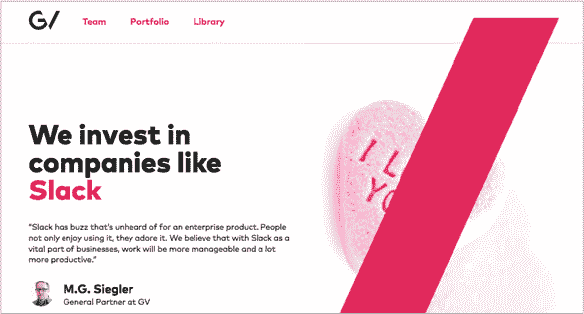 GV
Team Portfolio Library
We invest in
companies like
Slack
“Slack has buzz that’s unheard of for an enterprise product. People
not only enjoy using it, they adore it. We believe that with Slack as a
vital part of businesses, work will be more manageable and a lot
more productive.”
M.G. Siegler
General Partner at GV
I L
YO